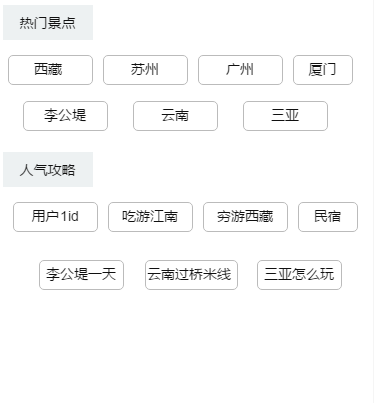 热门景点
西藏 苏州 广州 厦门
李公堤 云南 三亚
人气攻略
用户1id 吃游江南 穷游西藏 民宿
李公堤一天 云南过桥米线 三亚怎么玩